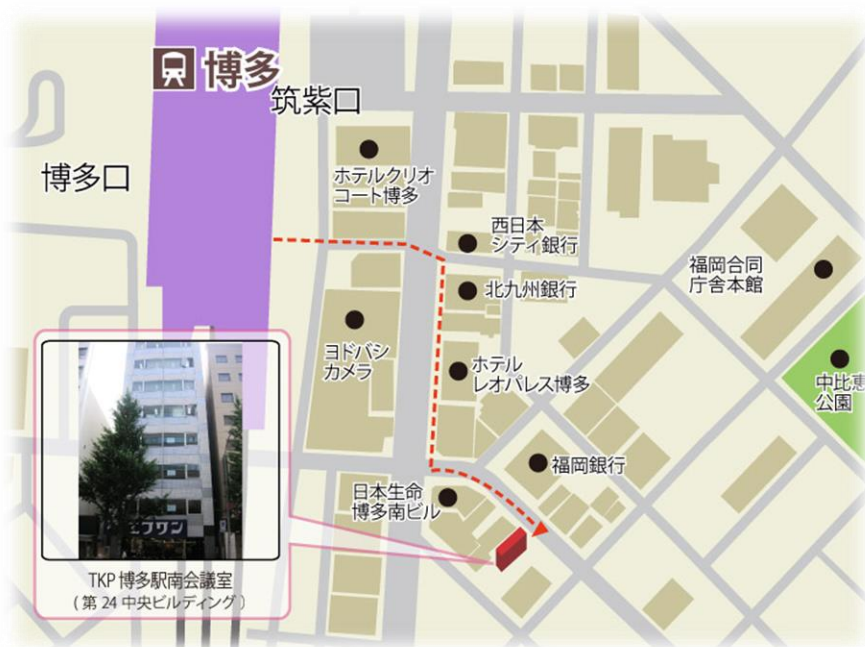 博多
筑紫口
博多口
ホテルクリオ
コート博多
西日本
シティ銀行
北九州銀行
福岡合同
庁舎本館
ヨドバシ
カメラ
ホテル
レオパレス博多
中比恵
公園
福岡銀行
日本生命
博多南ビル
TKP 博多駅南会議室
( 第 24 中央ビルディング )